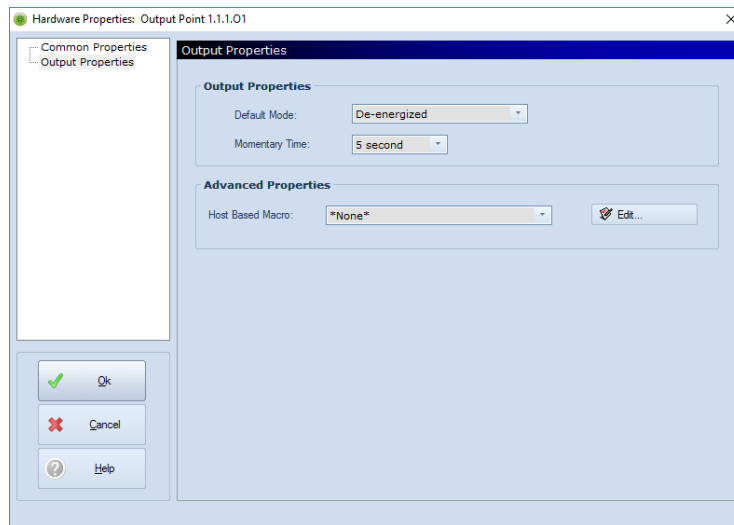 Hardware Properties: Output Point 1.1.1.O1
Common Properties
Output Properties
Output Properties
Output Properties
Default Mode:
De-energized
Momentary Time:
5 second
Advanced Properties
Host Based Macro:
*None*
Edit...
Ok
Cancel
Help